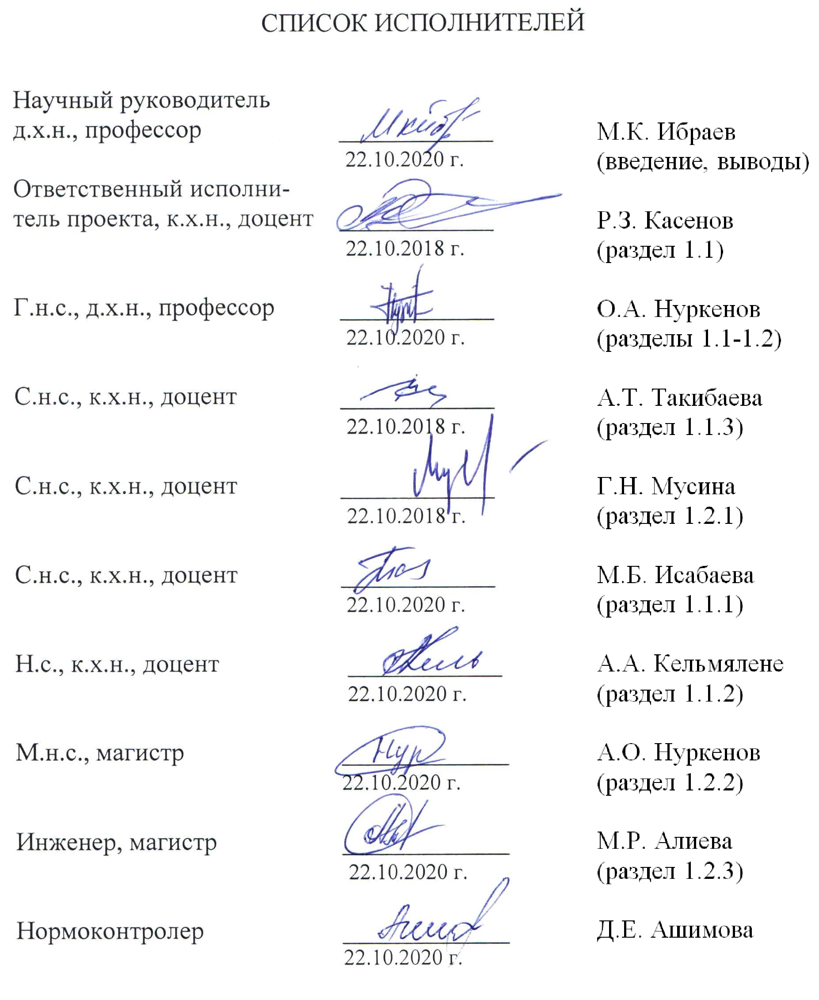 СПИСОК ИСПОЛНИТЕЛЕЙ
Научный руководитель
д.х.н., профессор
22.10.2020 г.
М.К. Ибраев
(введение, выводы)
Ответственный исполни-
тель проекта, к.х.н., доцент
22.10.2018 г.
Р.З. Касенов
(раздел 1.1)
Г.н.с., д.х.н., профессор
22.10.2020 г.
О.А. Нуркенов
(разделы 1.1-1.2)
С.н.с., к.х.н., доцент
22.10.2018 г.
А.Т. Такибаева
(раздел 1.1.3)
С.н.с., к.х.н., доцент
22.10.2018 г.
Г.Н. Мусина
(раздел 1.2.1)
С.н.с., к.х.н., доцент
22.10.2020 г.
М.Б. Исабаева
(раздел 1.1.1)
Н.с., к.х.н., доцент
22.10.2020 г.
А.А. Кельмялене
(раздел 1.1.2)
М.н.с., магистр
Нур
22.10.2020 г.
А.О. Нуркенов
(раздел 1.2.2)
Инженер, магистр
22.10.2020 г.
М.Р. Алиева
(раздел 1.2.3)
Нормоконтролер
22.10.2020 г.
Д.Е. Ашимова